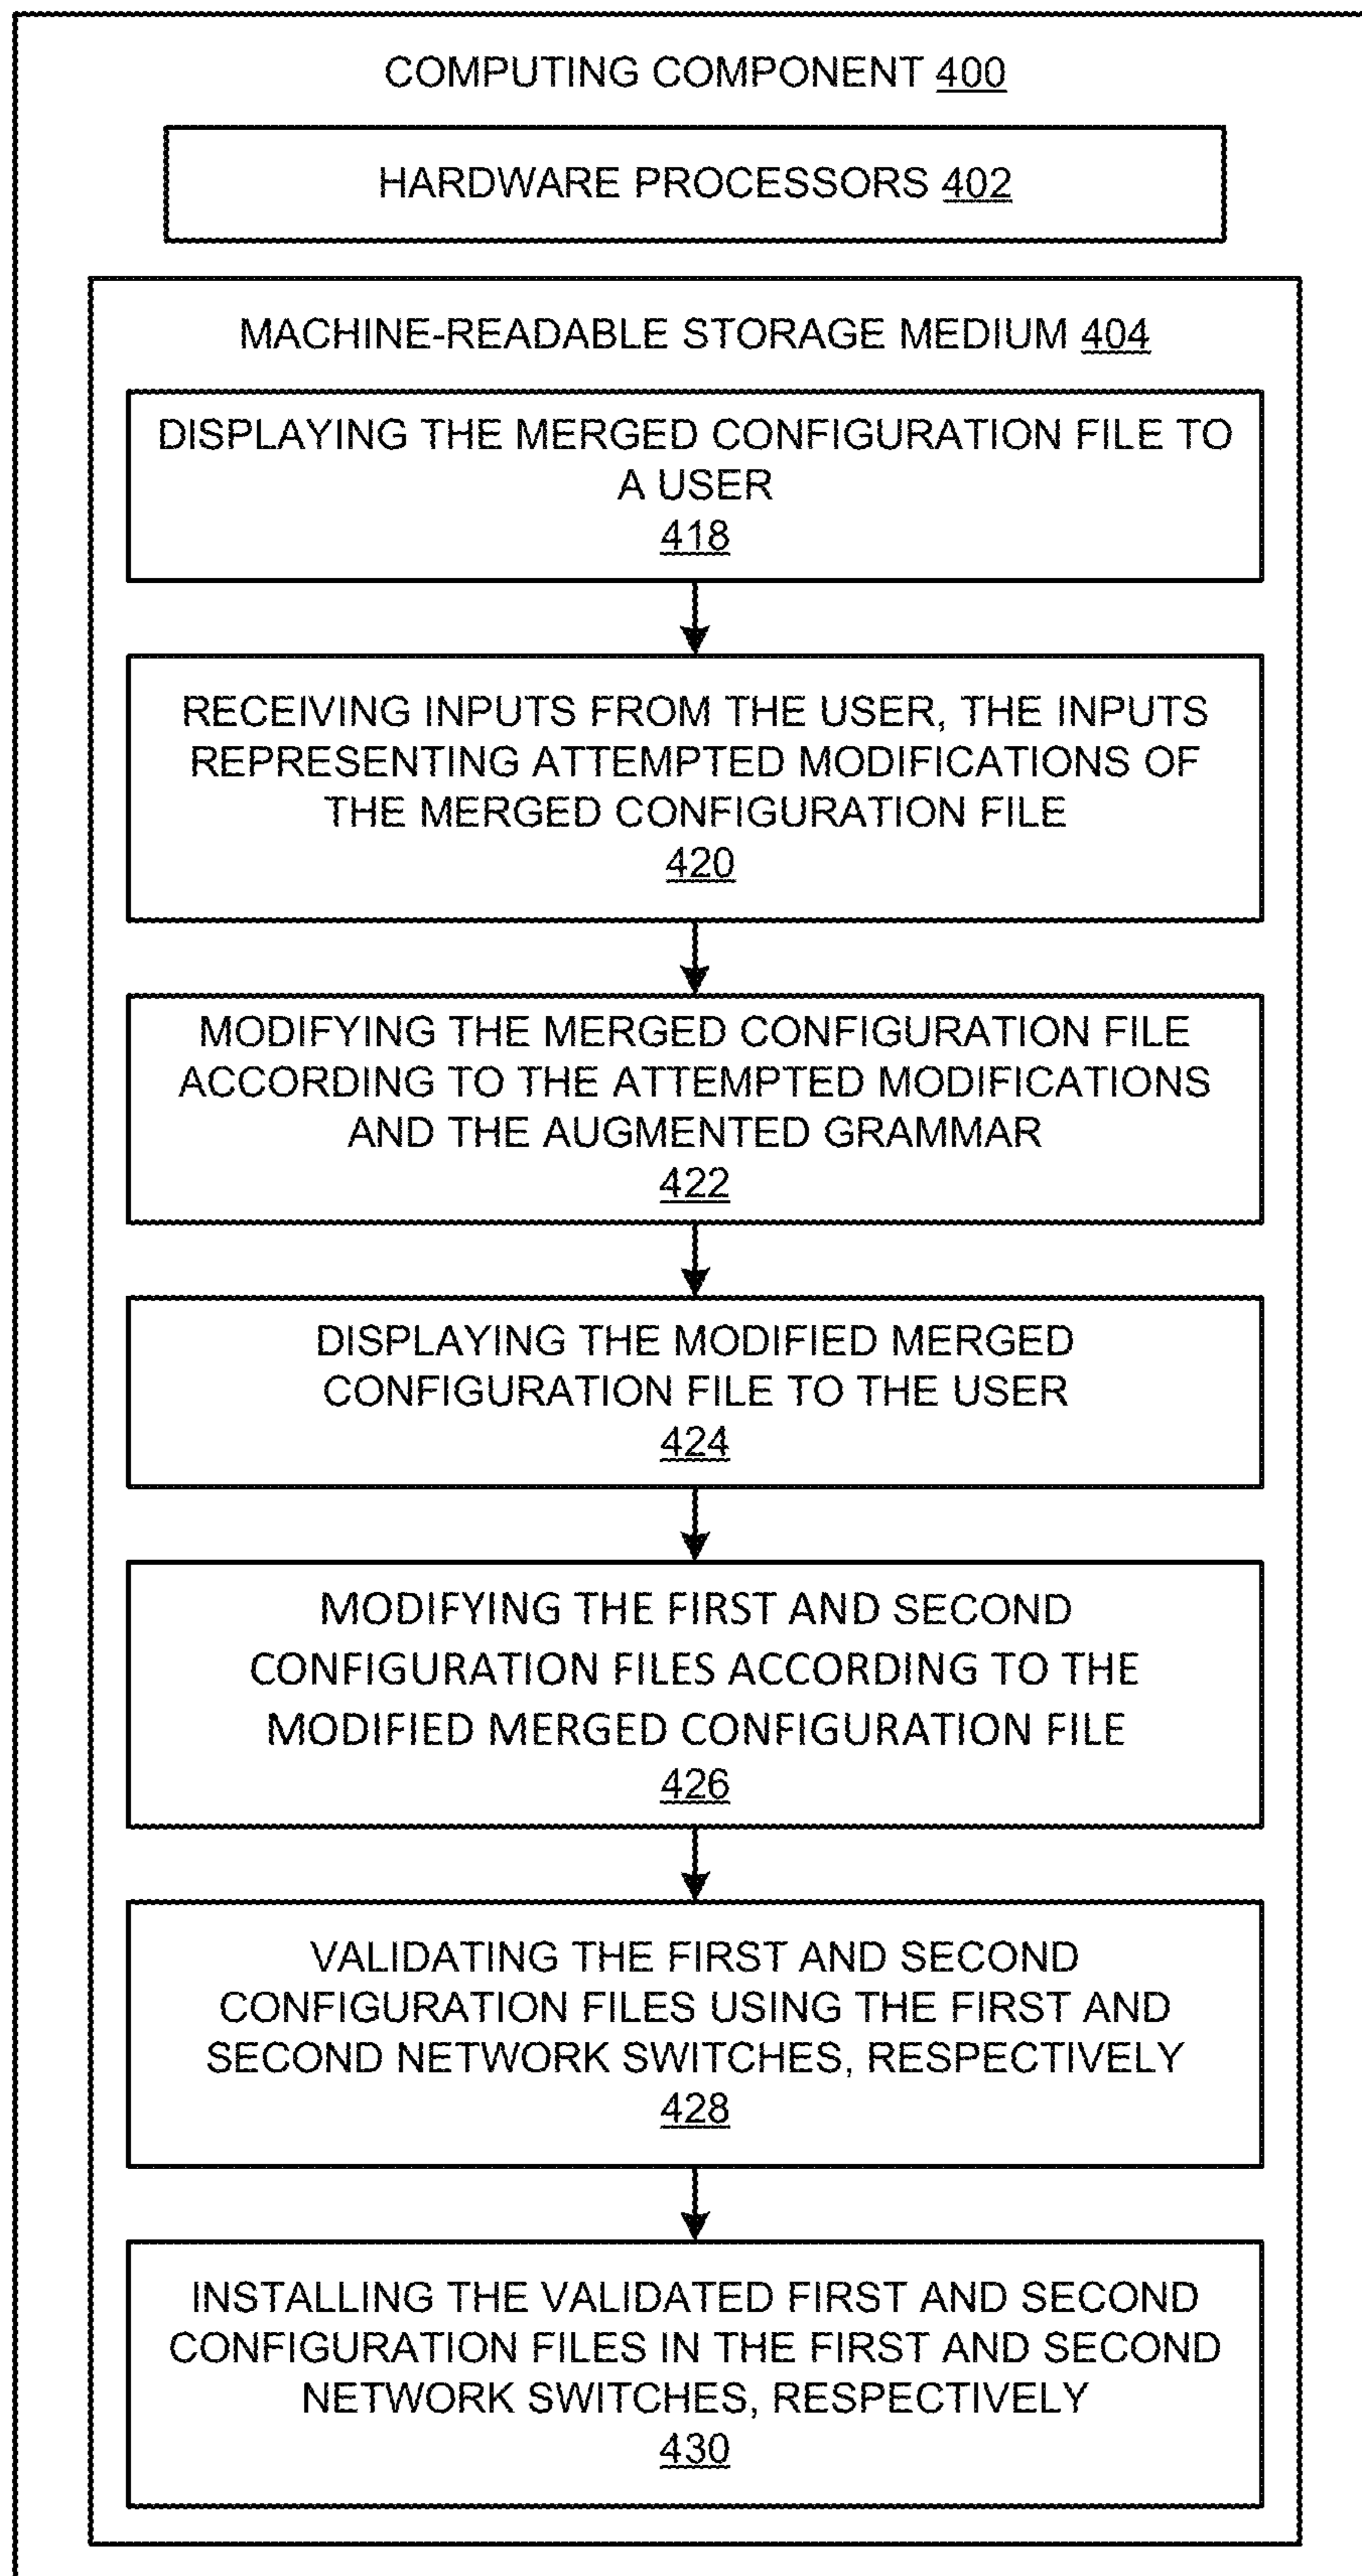 COMPUTING COMPONENT 400
HARDWARE PROCESSORS 402
MACHINE-READABLE STORAGE MEDIUM 404
DISPLAYING THE MERGED CONFIGURATION FILE TO
A USER
418
RECEIVING INPUTS FROM THE USER, THE INPUTS
REPRESENTING ATTEMPTED MODIFICATIONS OF
THE MERGED CONFIGURATION FILE
420
MODIFYING THE MERGED CONFIGURATION FILE
ACCORDING TO THE ATTEMPTED MODIFICATIONS
AND THE AUGMENTED GRAMMAR
422
DISPLAYING THE MODIFIED MERGED
CONFIGURATION FILE TO THE USER
424
MODIFYING THE FIRST AND SECOND
CONFIGURATION FILES ACCORDING TO THE
MODIFIED MERGED CONFIGURATION FILE
426
VALIDATING THE FIRST AND SECOND
CONFIGURATION FILES USING THE FIRST AND
SECOND NETWORK SWITCHES, RESPECTIVELY
428
INSTALLING THE VALIDATED FIRST AND SECOND
CONFIGURATION FILES IN THE FIRST AND SECOND
NETWORK SWITCHES, RESPECTIVELY
430